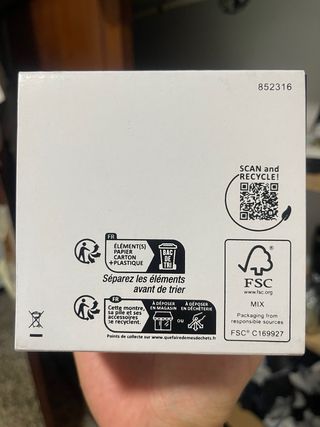 852316
SCAN and
RECYCLE!
FR
ÉLÉMENT(S)
PAPIER
CARTON
+PLASTIQUE
BAC
DE
TRI
Séparez les éléments
avant de trier
FR
Cette montre,
sa pile et ses
accessoires
se recyclent.
À DÉPOSER
EN MAGASIN
OU
À DÉPOSER
EN DÉCHÈTERIE
Points de collecte sur www.quefairedemesdechets.fr
FSC
www.fsc.org
MIX
Packaging from
responsible sources
FSC® C169927